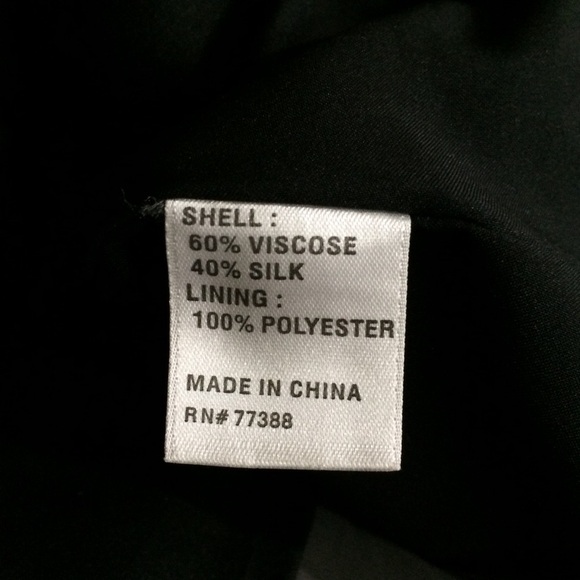 SHELL :
60% VISCOSE
40% SILK
LINING :
100% POLYESTER
MADE IN CHINA
RN# 77388